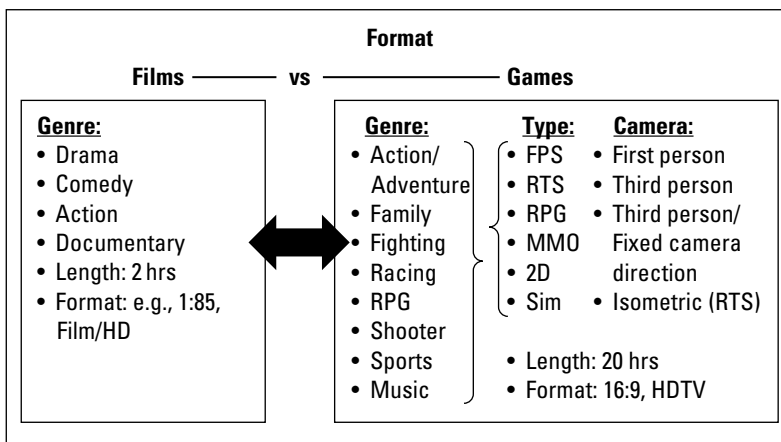 Format
Films vs Games
Genre:
• Drama
• Comedy
• Action
• Documentary
• Length: 2 hrs
• Format: e.g., 1:85,
Film/HD
Genre:
• Action/
Adventure
• Family
• Fighting
• Racing
• RPG
• Shooter
• Sports
• Music
Type:
• FPS
• RTS
• RPG
• MMO
• 2D
• Sim
Camera:
• First person
• Third person
• Third person/
Fixed camera
direction
• Isometric (RTS)
• Length: 20 hrs
• Format: 16:9, HDTV